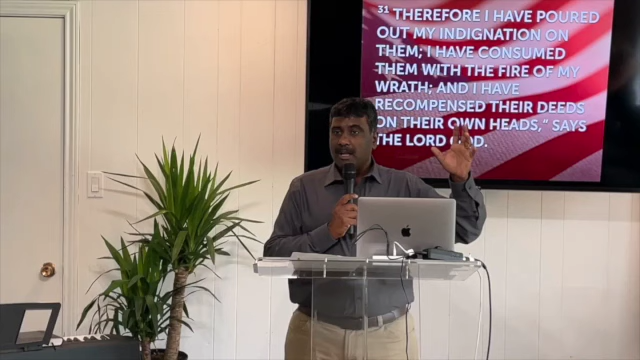 31 THEREFORE I HAVE POURED
OUT MY INDIGNATION ON
THEM; I HAVE CONSUMED
THEM WITH THE FIRE OF MY
WRATH; AND I HAVE
RECOMPENSED THEIR DEEDS
ON THEIR OWN HEADS,” SAYS
THE LORD GOD.